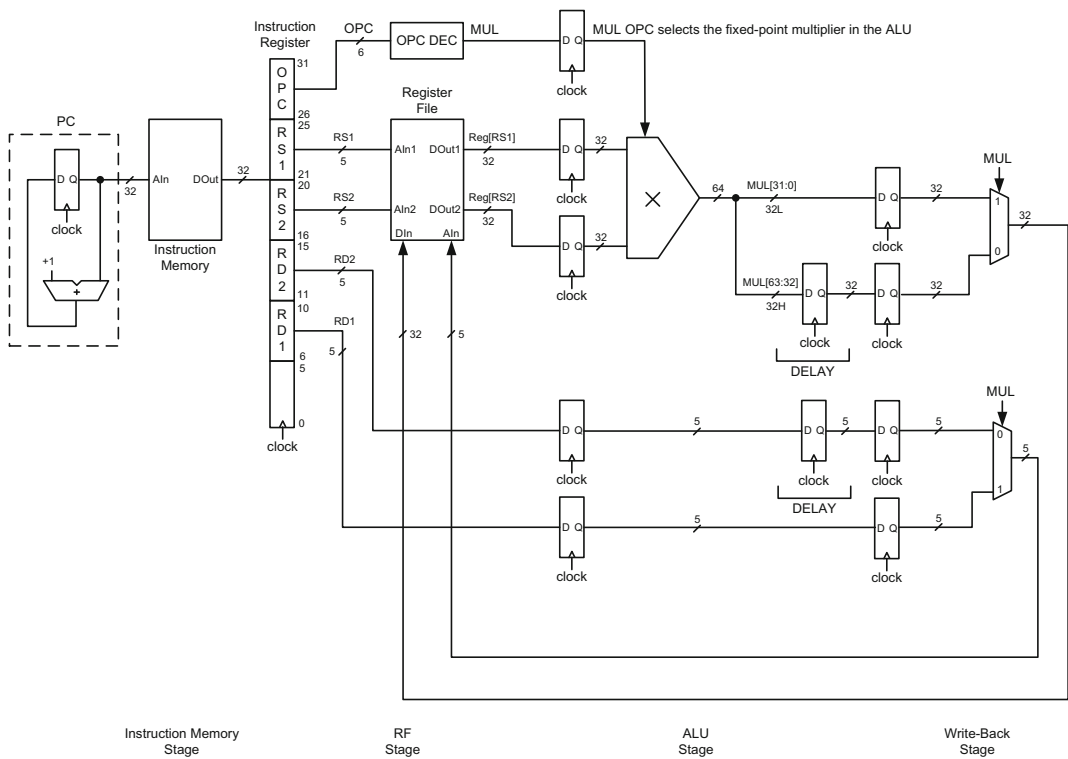 Instruction
Register
OPC
6
OPC DEC
MUL
D Q
clock
MUL OPC selects the fixed-point multiplier in the ALU
31
O
P
C
26
25
R
S
1
21
20
R
S
2
16
15
R
D
2
11
10
R
D
1
6
5
0
clock
PC
D Q
clock
+1
+
32
AIn
DOut
Instruction
Memory
32
RS1
5
RS2
5
RD2
5
RD1
5
Register
File
AIn1
DOut1
AIn2
DOut2
DIn
AIn
Reg[RS1]
32
Reg[RS2]
32
D Q
clock
32
D Q
clock
32
×
64
MUL[31:0]
32L
D Q
clock
32
MUL[63:32]
32H
D Q
clock
DELAY
32
D Q
clock
32
MUL
1
0
32
32
5
D Q
clock
5
D Q
clock
DELAY
5
D Q
clock
5
MUL
0
1
5
D Q
clock
5
D Q
clock
5
Instruction Memory
Stage
RF
Stage
ALU
Stage
Write-Back
Stage